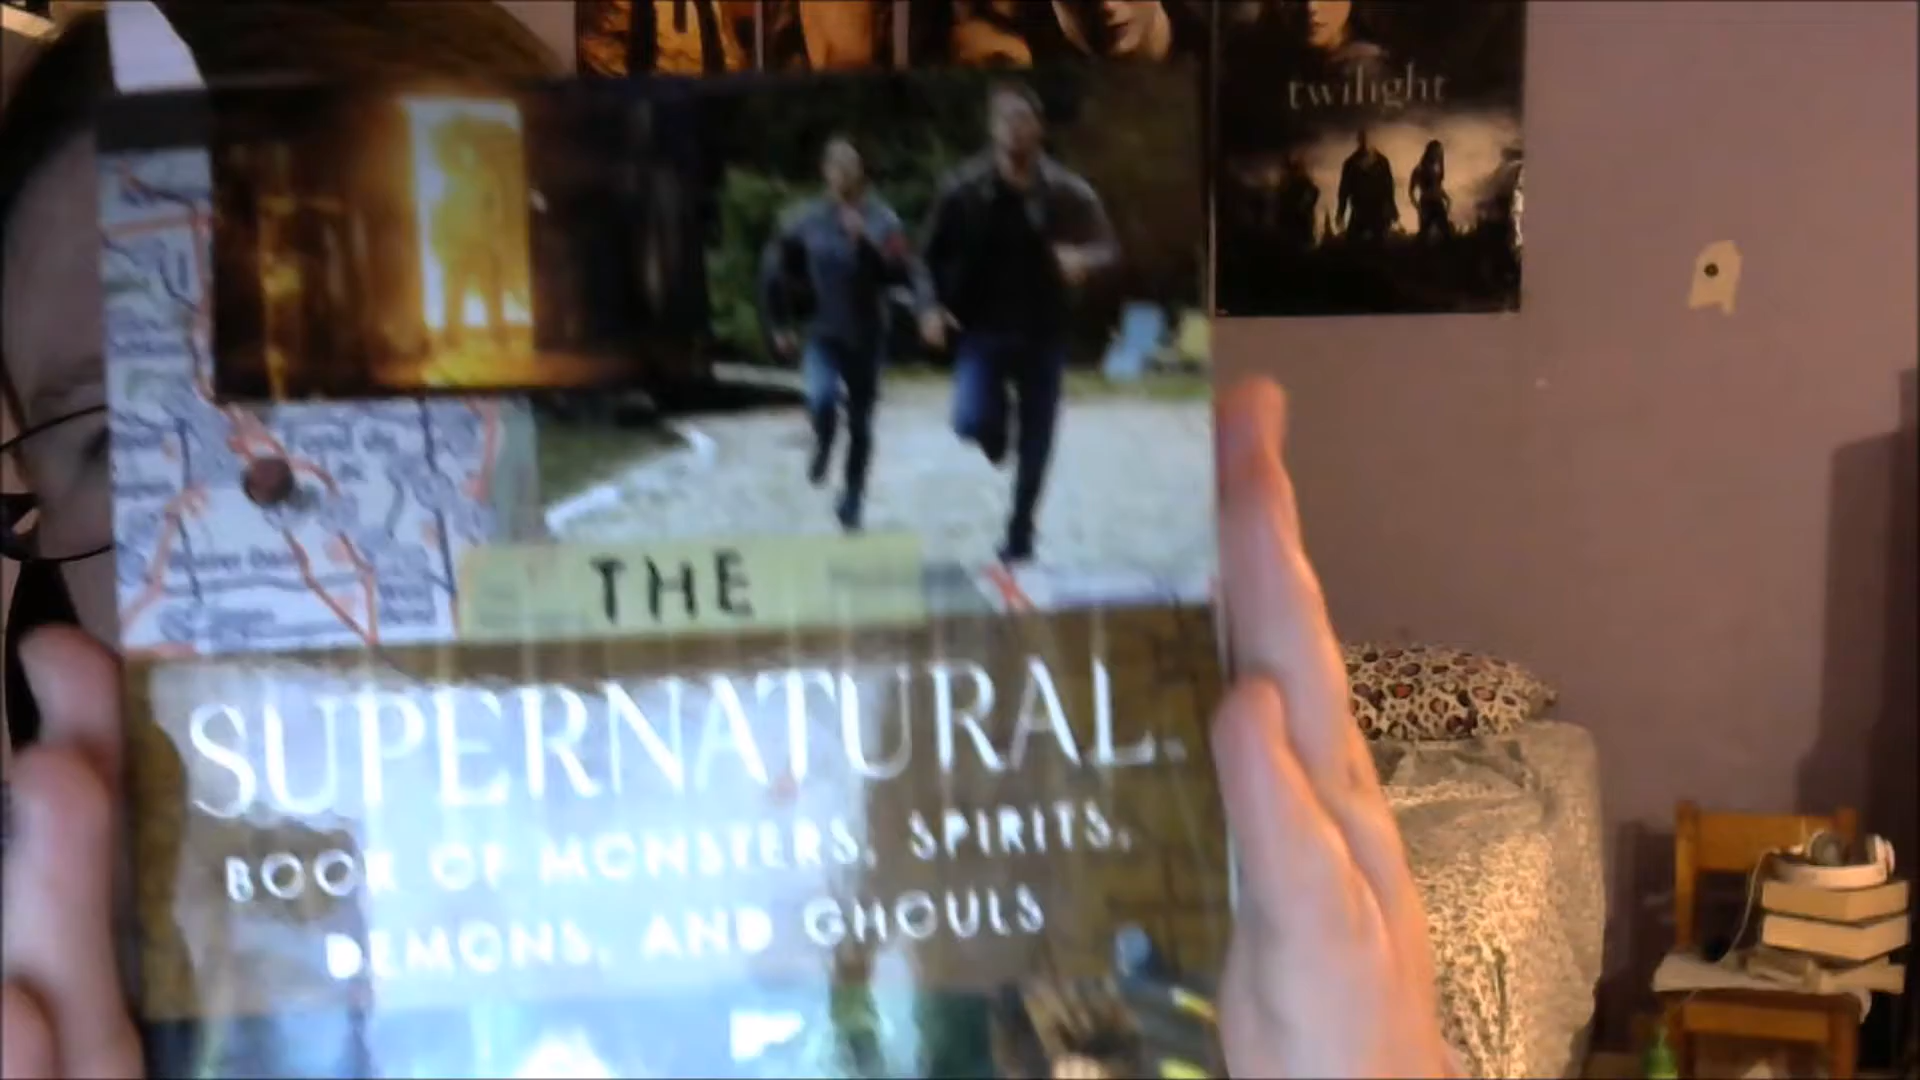 twilight
THE
SUPERNATURAL
BOOK OF MONSTERS, SPIRITS,
DEMONS, AND GHOULS